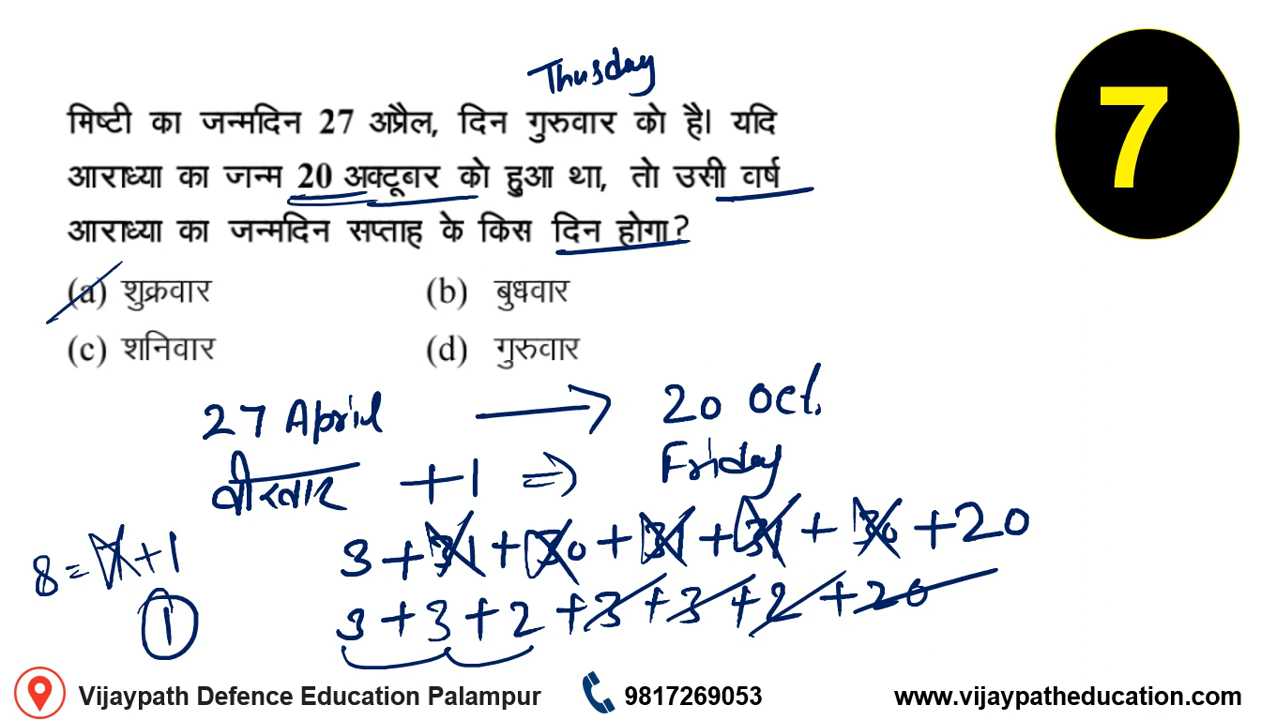 Thusday
7
मिष्टी का जन्मदिन 27 अप्रैल, दिन गुरुवार को है। यदि
आराध्या का जन्म 20 अक्टूबर को हुआ था, तो उसी वार्ष
आराध्या का जन्मदिन सप्ताह के किस दिन होगा?
(a) शुक्रवार (b) बुधवार
(c) शनिवार (d) गुरुवार
27 April → 20 Oct.
वीरवार +1 ⇒ Friday
3 + 31 + 30 + 31 + 31 + 30 + 20
8 = 7 + 1
3 + 3 + 2 + 3 + 3 + 2 + 20
1
Vijaypath Defence Education Palampur 9817269053 www.vijaypatheducation.com